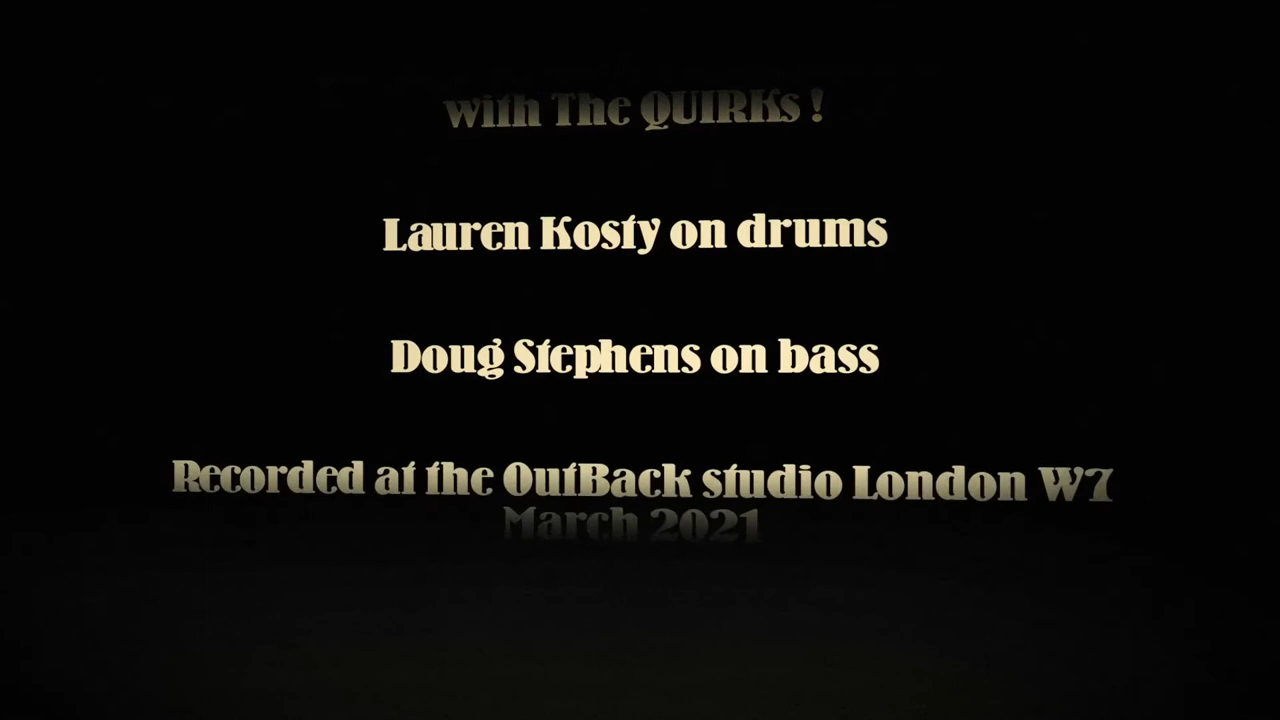 with The QUIRKs !
Lauren Kosty on drums
Doug Stephens on bass
Recorded at the OutBack studio London W7
March 2021